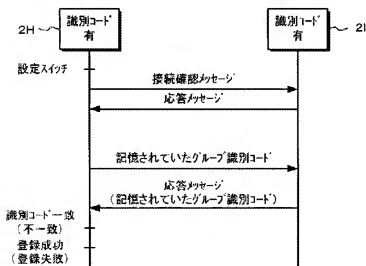 2H
識別コード
有
識別コード
有
2I
設定スイッチ
接続確認メッセージ
応答メッセージ
記憶されていたグループ識別コード
応答メッセージ
(記憶されていたグループ識別コード)
識別コード一致
(不一致)
登録成功
(登録失敗)